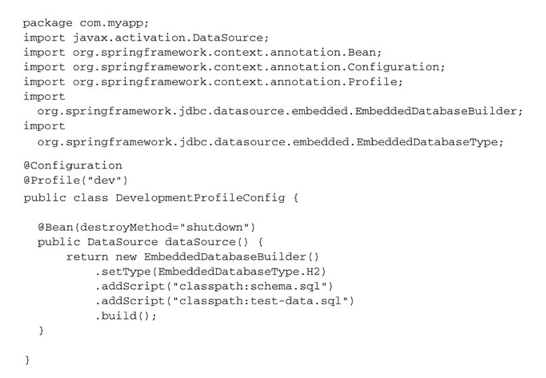 package com.myapp;
import javax.activation.DataSource;
import org.springframework.context.annotation.Bean;
import org.springframework.context.annotation.Configuration;
import org.springframework.context.annotation.Profile;
import
  org.springframework.jdbc.datasource.embedded.EmbeddedDatabaseBuilder;
import
  org.springframework.jdbc.datasource.embedded.EmbeddedDatabaseType;
@Configuration
@Profile("dev")
public class DevelopmentProfileConfig {
  @Bean(destroyMethod="shutdown")
  public DataSource dataSource() {
      return new EmbeddedDatabaseBuilder()
          .setType(EmbeddedDatabaseType.H2)
          .addScript("classpath:schema.sql")
          .addScript("classpath:test-data.sql")
          .build();
  }
}